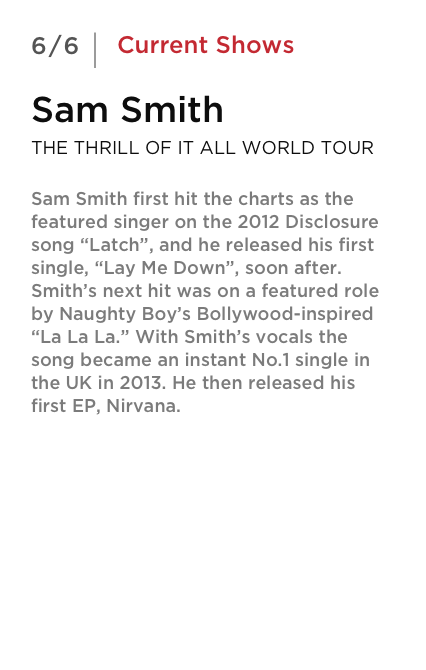 6/6 | Current Shows
Sam Smith
THE THRILL OF IT ALL WORLD TOUR
Sam Smith first hit the charts as the
featured singer on the 2012 Disclosure
song “Latch”, and he released his first
single, “Lay Me Down”, soon after.
Smith’s next hit was on a featured role
by Naughty Boy’s Bollywood-inspired
“La La La.” With Smith’s vocals the
song became an instant No.1 single in
the UK in 2013. He then released his
first EP, Nirvana.